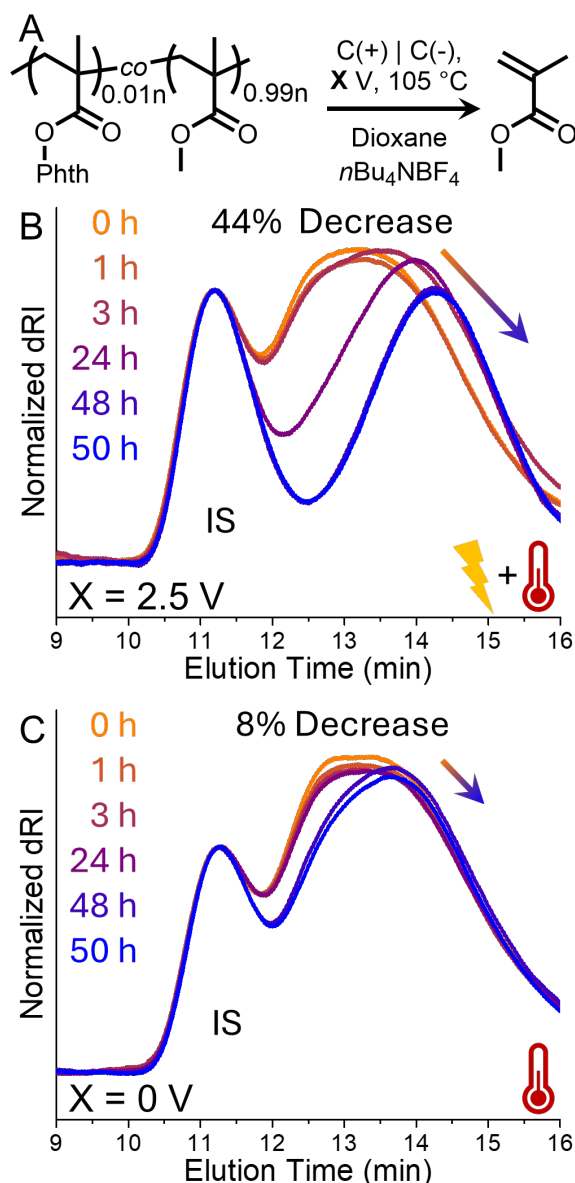 A
co
0.01n
0.99n
O
O
Phth
O
O
C(+) | C(-),
X V, 105 °C
Dioxane
nBu4NBF4
O
O
B
44% Decrease
0 h
1 h
3 h
24 h
48 h
50 h
Normalized dRI
IS
+
X = 2.5 V
9 10 11 12 13 14 15 16
Elution Time (min)
C
8% Decrease
0 h
1 h
3 h
24 h
48 h
50 h
Normalized dRI
IS
X = 0 V
9 10 11 12 13 14 15 16
Elution Time (min)